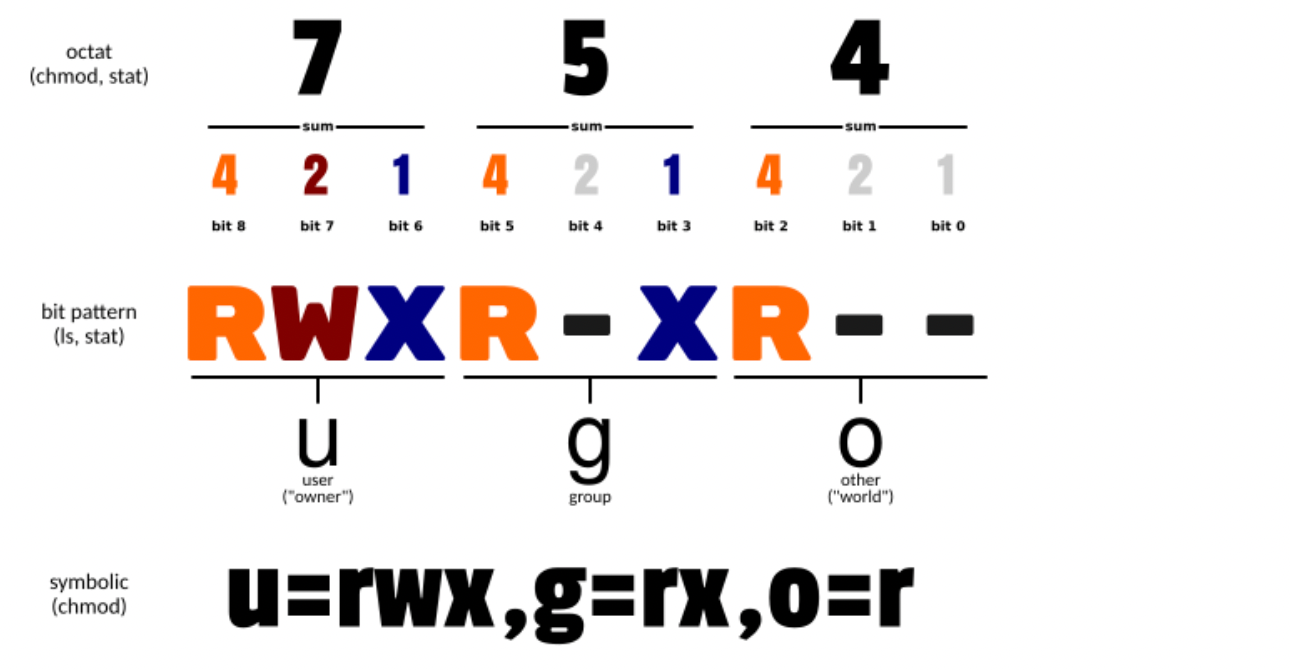 octat
(chmod, stat)
7 5 4
sum sum sum
4 2 1 4 2 1 4 2 1
bit 8 bit 7 bit 6 bit 5 bit 4 bit 3 bit 2 bit 1 bit 0
bit pattern
(ls, stat)
RWXR-XR--
u g o
user group other
("owner") ("world")
symbolic
(chmod)
u=rwx,g=rx,o=r